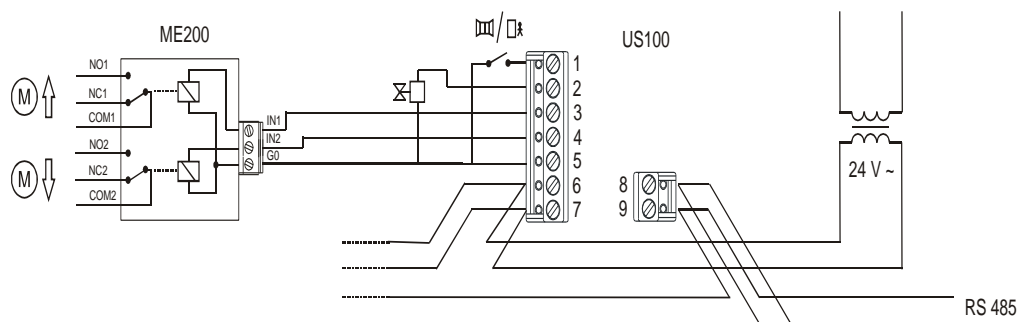 ME200
US100
NO1
NC1
COM1
NO2
NC2
COM2
M
M
IN1
IN2
G0
1
2
3
4
5
6
7
8
9
24 V ~
RS 485